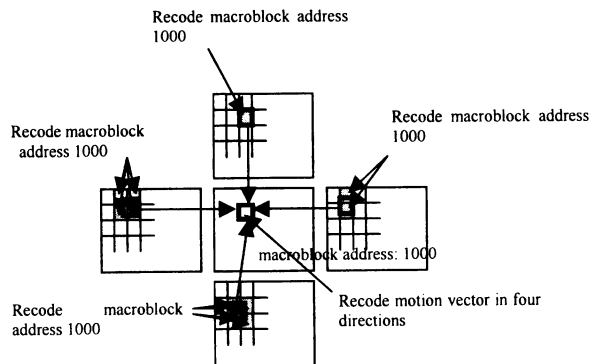 Recode macroblock address
1000
Recode macroblock address
1000
Recode macroblock
address 1000
macroblock address: 1000
Recode macroblock
address 1000
Recode motion vector in four
directions